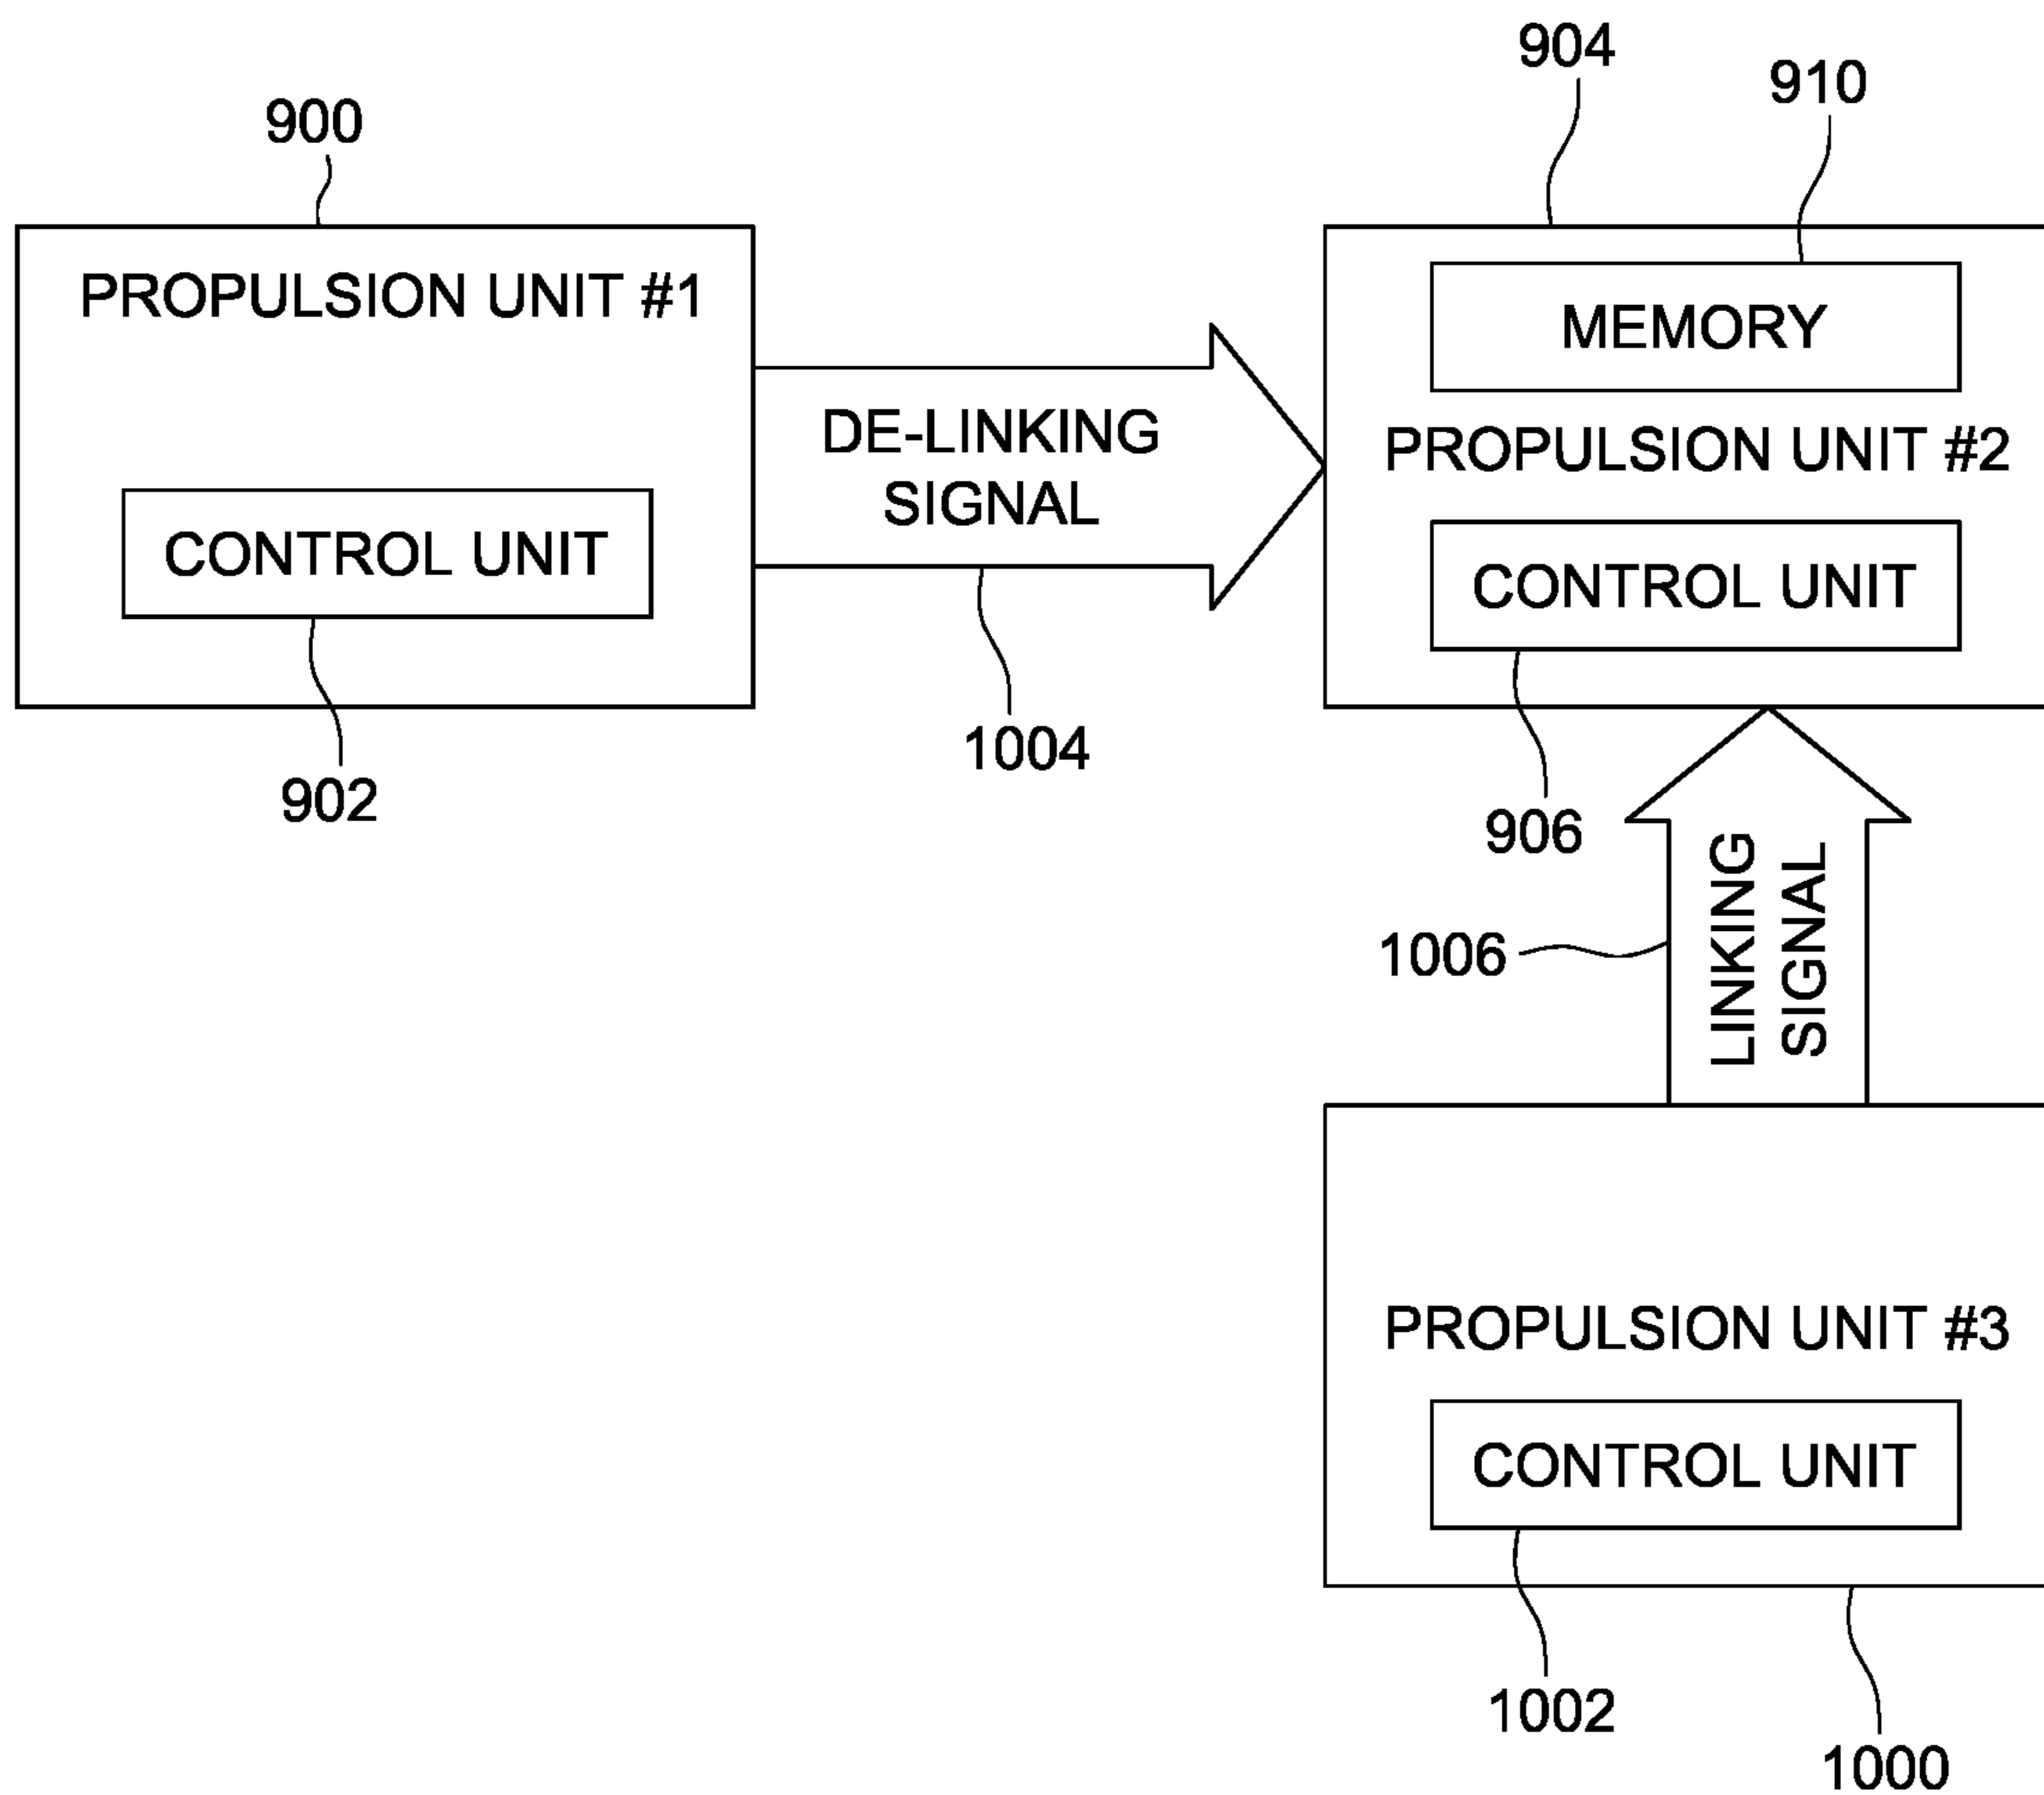 904
910
900
PROPULSION UNIT #1
MEMORY
DE-LINKING
SIGNAL
PROPULSION UNIT #2
CONTROL UNIT
CONTROL UNIT
1004
902
906
LINKING
SIGNAL
1006
PROPULSION UNIT #3
CONTROL UNIT
1002
1000